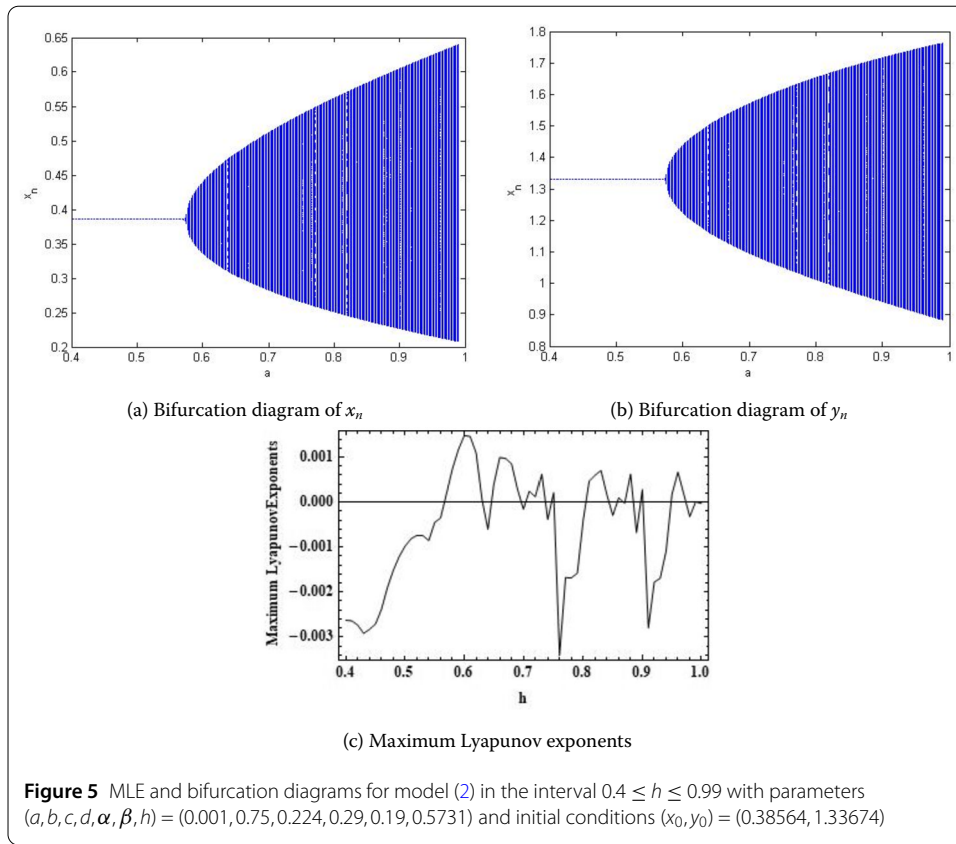 0.65
0.6
0.55
0.5
0.45
0.4
0.35
0.3
0.25
0.2
x_n
0.4 0.5 0.6 0.7 0.8 0.9 1
a
(a) Bifurcation diagram of x_n
1.8
1.7
1.6
1.5
1.4
1.3
1.2
1.1
1
0.9
0.8
x_n
0.4 0.5 0.6 0.7 0.8 0.9 1
a
(b) Bifurcation diagram of y_n
Maximum LyapunovExponents
0.001
0.000
−0.001
−0.002
−0.003
0.4 0.5 0.6 0.7 0.8 0.9 1.0
h
(c) Maximum Lyapunov exponents
Figure 5 MLE and bifurcation diagrams for model (2) in the interval 0.4 ≤ h ≤ 0.99 with parameters
(a, b, c, d, α, β, h) = (0.001, 0.75, 0.224, 0.29, 0.19, 0.5731) and initial conditions (x₀, y₀) = (0.38564, 1.33674)